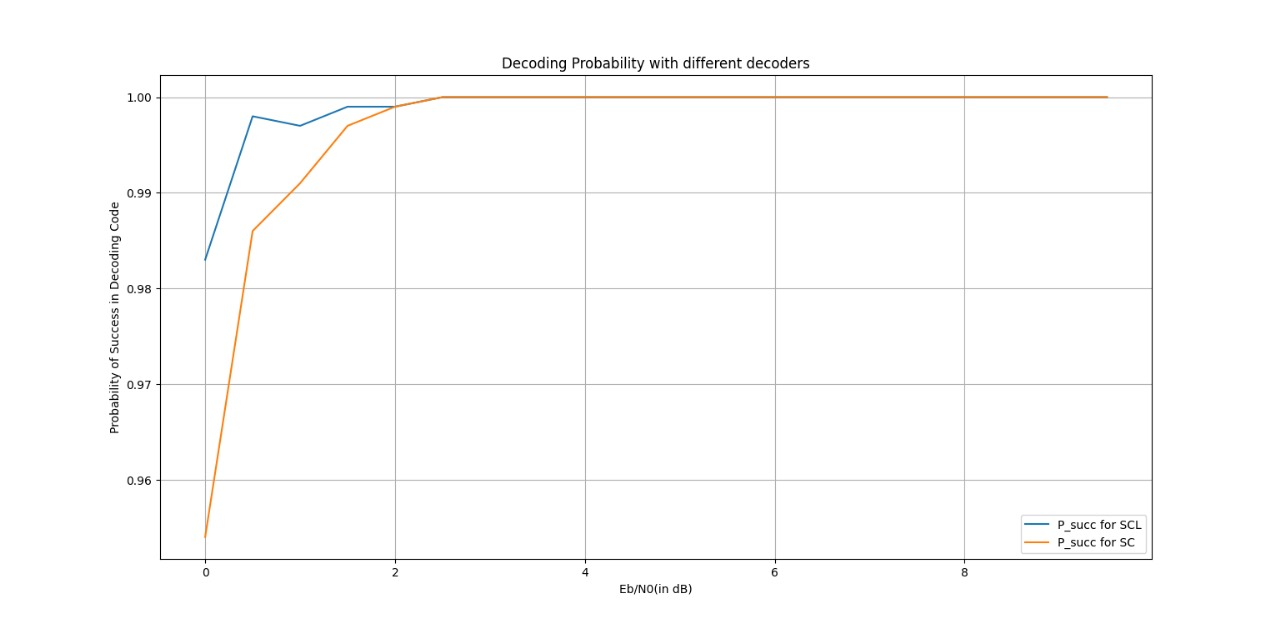 Decoding Probability with different decoders
Probability of Success in Decoding Code
1.00
0.99
0.98
0.97
0.96
P_succ for SCL
P_succ for SC
0 2 4 6 8
Eb/N0(in dB)